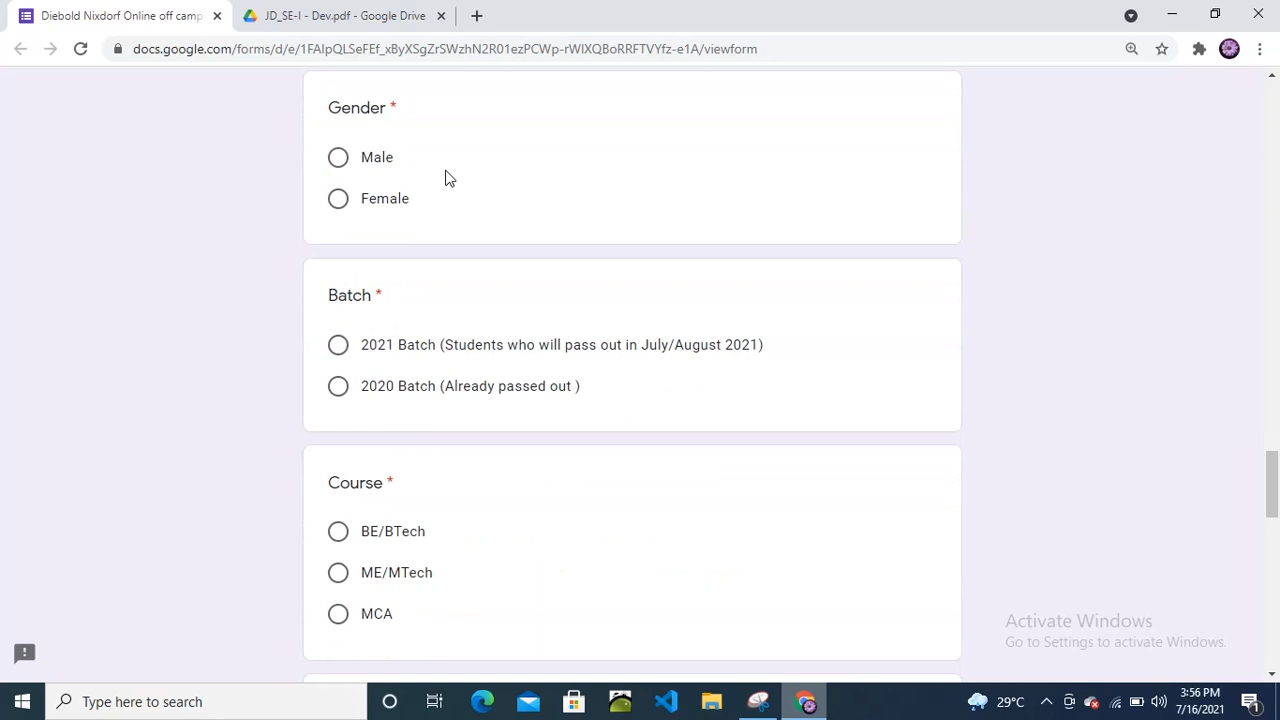 Diebold Nixdorf Online off camp
JD_SE-I - Dev.pdf - Google Drive
docs.google.com/forms/d/e/1FAIpQLSeFEf_xByXSgZrSWzhN2R01ezPCWp-rWIXQBoRRFTVYfz-e1A/viewform
Gender *
Male
Female
Batch *
2021 Batch (Students who will pass out in July/August 2021)
2020 Batch (Already passed out )
Course *
BE/BTech
ME/MTech
MCA
Activate Windows
Go to Settings to activate Windows.
Type here to search
29°C
3:56 PM
7/16/2021
1